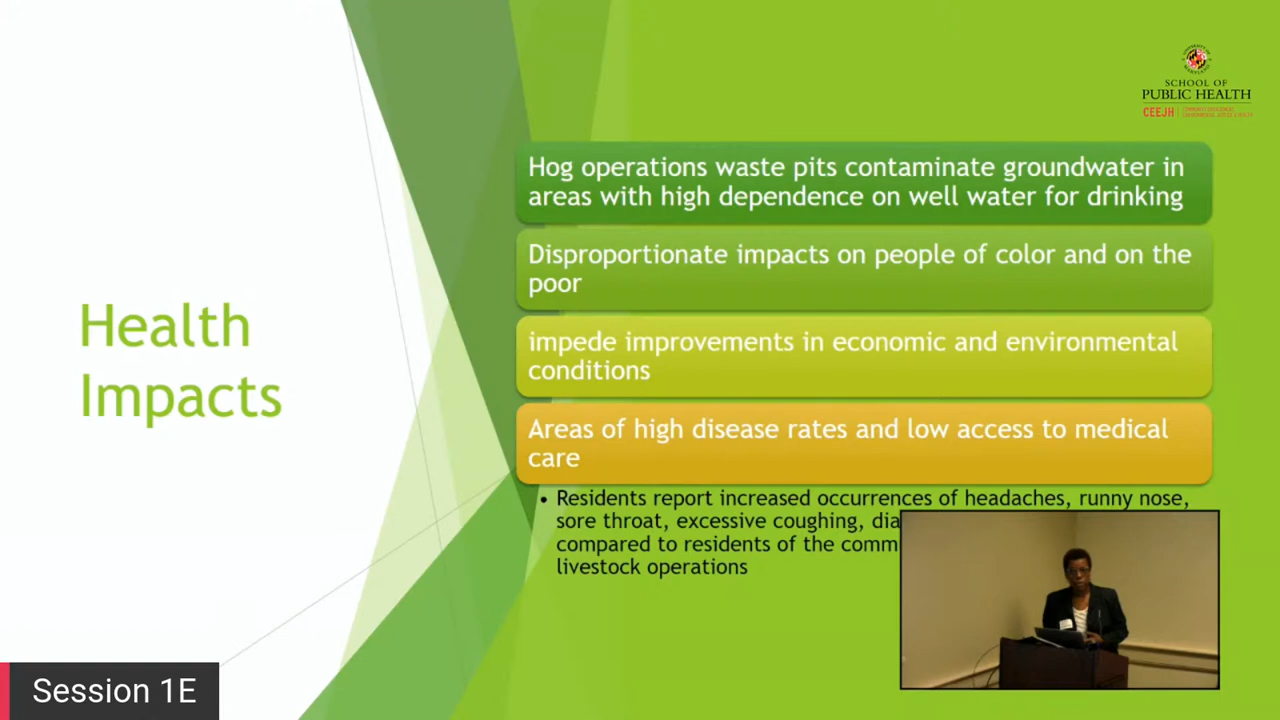 SCHOOL OF
PUBLIC HEALTH
CEEJH
Hog operations waste pits contaminate groundwater in
areas with high dependence on well water for drinking
Disproportionate impacts on people of color and on the
poor
impede improvements in economic and environmental
conditions
Areas of high disease rates and low access to medical
care
• Residents report increased occurrences of headaches, runny nose,
sore throat, excessive coughing,
compared to residents of the
livestock operations
Health
Impacts
Session 1E